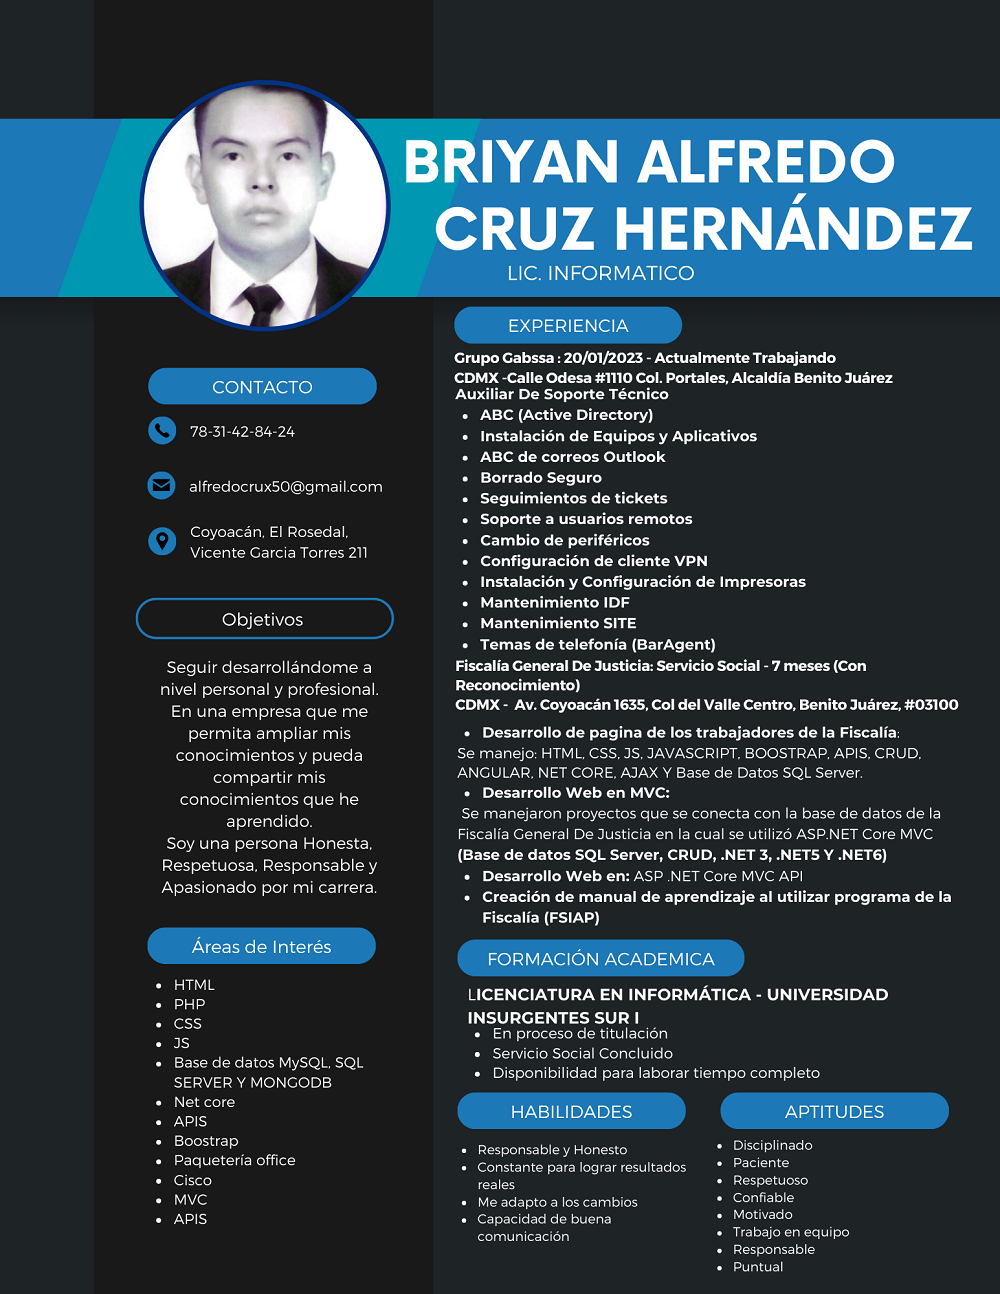 BRIYAN ALFREDO
CRUZ HERNÁNDEZ
LIC. INFORMATICO
CONTACTO
78-31-42-84-24
alfredocrux50@gmail.com
Coyoacán, El Rosedal,
Vicente Garcia Torres 211
Objetivos
Seguir desarrollándome a
nivel personal y profesional.
En una empresa que me
permita ampliar mis
conocimientos y pueda
compartir mis
conocimientos que he
aprendido.
Soy una persona Honesta,
Respetuosa, Responsable y
Apasionado por mi carrera.
Áreas de Interés
• HTML
• PHP
• CSS
• JS
• Base de datos MySQL, SQL
SERVER Y MONGODB
• Net core
• APIS
• Boostrap
• Paquetería office
• Cisco
• MVC
• APIS
EXPERIENCIA
Grupo Gabssa : 20/01/2023 - Actualmente Trabajando
CDMX -Calle Odesa #1110 Col. Portales, Alcaldía Benito Juárez
Auxiliar De Soporte Técnico
• ABC (Active Directory)
• Instalación de Equipos y Aplicativos
• ABC de correos Outlook
• Borrado Seguro
• Seguimientos de tickets
• Soporte a usuarios remotos
• Cambio de periféricos
• Configuración de cliente VPN
• Instalación y Configuración de Impresoras
• Mantenimiento IDF
• Mantenimiento SITE
• Temas de telefonía (BarAgent)
Fiscalía General De Justicia: Servicio Social - 7 meses (Con
Reconocimiento)
CDMX - Av. Coyoacán 1635, Col del Valle Centro, Benito Juárez, #03100
• Desarrollo de pagina de los trabajadores de la Fiscalía:
Se manejo: HTML, CSS, JS, JAVASCRIPT, BOOSTRAP, APIS, CRUD,
ANGULAR, NET CORE, AJAX Y Base de Datos SQL Server.
• Desarrollo Web en MVC:
Se manejaron proyectos que se conecta con la base de datos de la
Fiscalía General De Justicia en la cual se utilizó ASP.NET Core MVC
(Base de datos SQL Server, CRUD, .NET 3, .NET5 Y .NET6)
• Desarrollo Web en: ASP .NET Core MVC API
• Creación de manual de aprendizaje al utilizar programa de la
Fiscalía (FSIAP)
FORMACIÓN ACADEMICA
LICENCIATURA EN INFORMÁTICA - UNIVERSIDAD
INSURGENTES SUR I
• En proceso de titulación
• Servicio Social Concluido
• Disponibilidad para laborar tiempo completo
HABILIDADES
• Responsable y Honesto
• Constante para lograr resultados
reales
• Me adapto a los cambios
• Capacidad de buena
comunicación
APTITUDES
• Disciplinado
• Paciente
• Respetuoso
• Confiable
• Motivado
• Trabajo en equipo
• Responsable
• Puntual